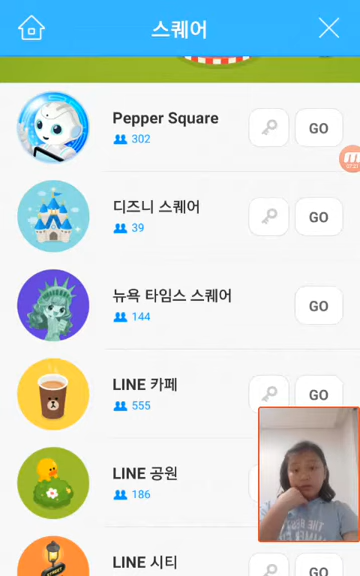 스퀘어
Pepper Square
302
GO
디즈니 스퀘어
39
GO
뉴욕 타임스 스퀘어
144
GO
LINE 카페
555
GO
LINE 공원
186
LINE 시티
GO